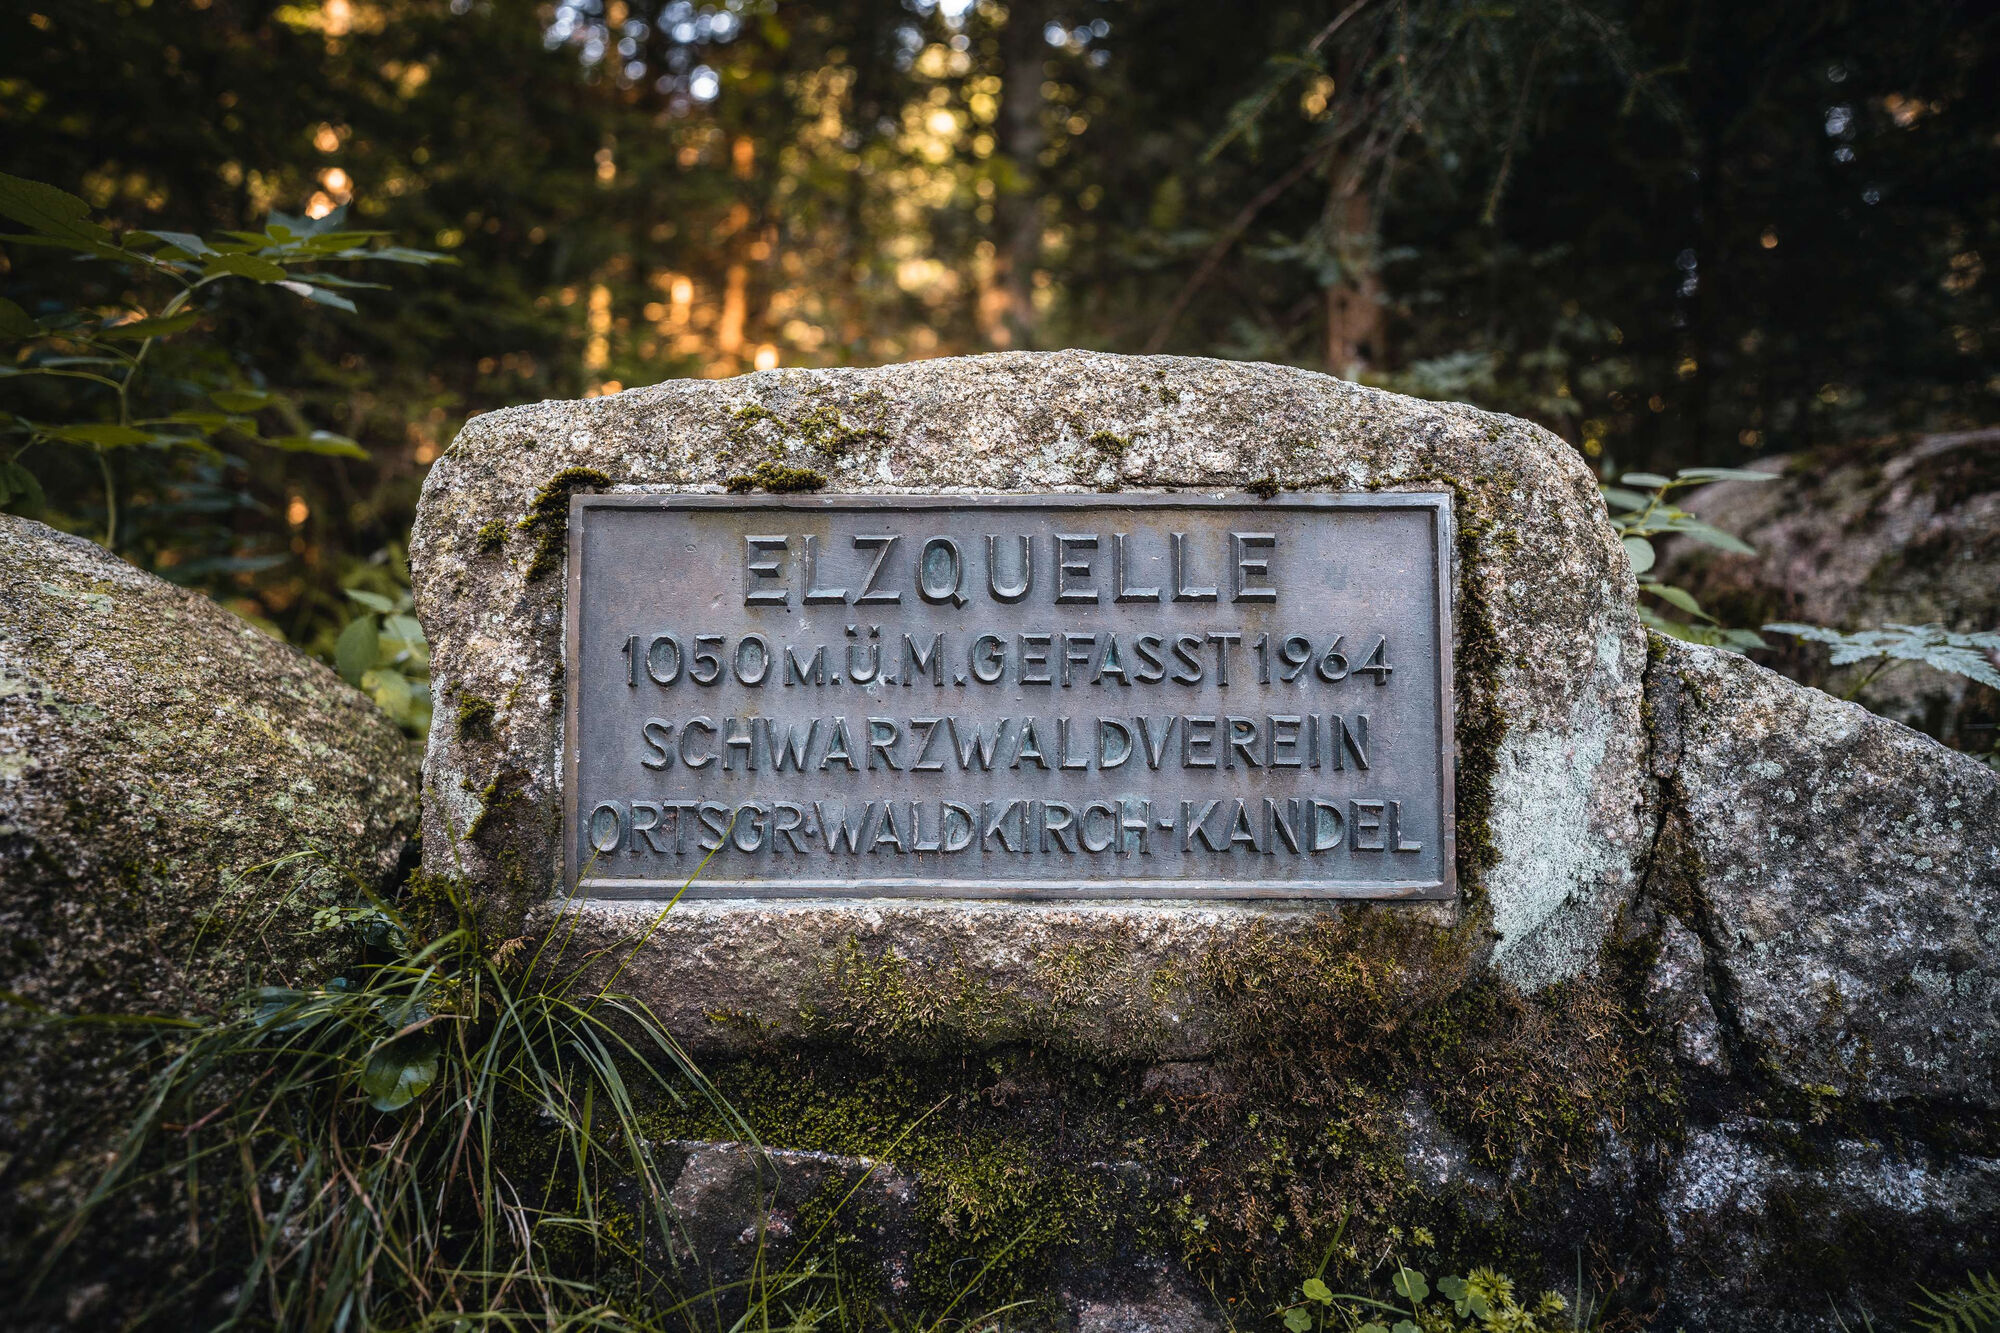 ELZQUELLE
1050 M.Ü.M. GEFASST 1964
SCHWARZWALDVEREIN
ORTSGR·WALDKIRCH-KANDEL